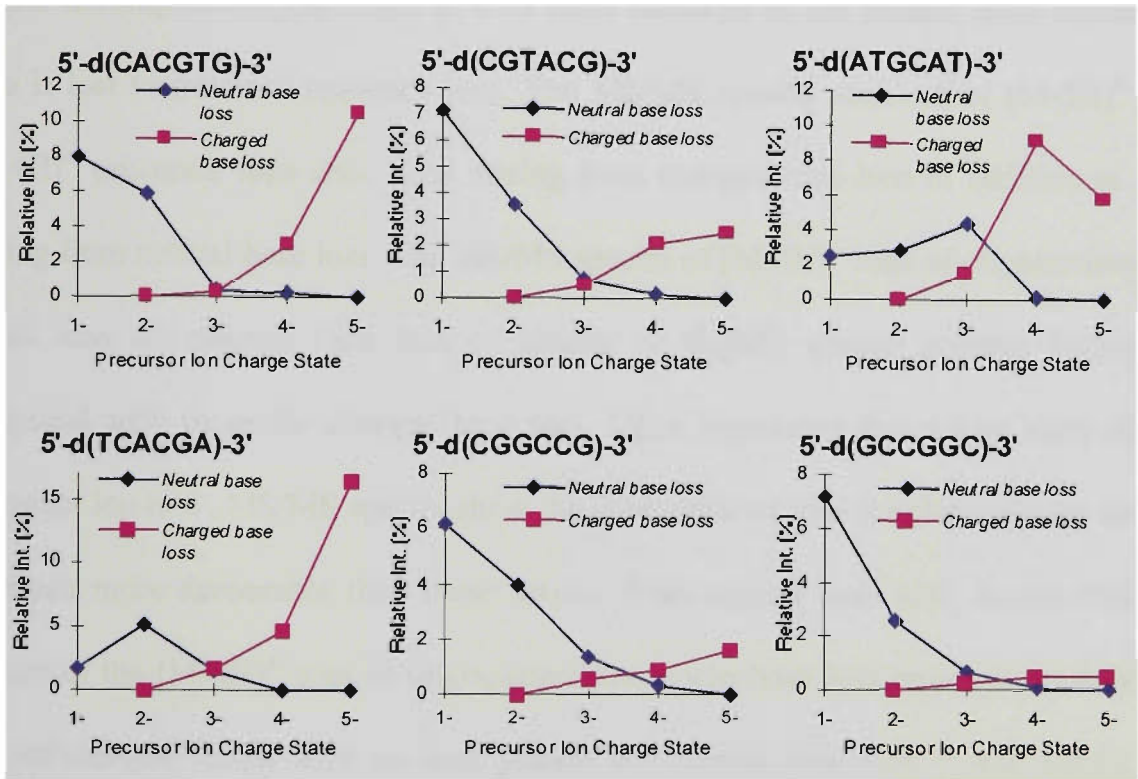 5'-d(CACGTG)-3'
12
10
8
6
4
2
0
Relative Int. [%]
Neutral base
loss
Charged
base loss
1- 2- 3- 4- 5-
Precursor Ion Charge State
5'-d(CGTACG)-3'
8
7
6
5
4
3
2
1
0
Relative Int. [%]
Neutral base loss
Charged base loss
1- 2- 3- 4- 5-
Precursor Ion Charge State
5'-d(ATGCAT)-3'
12
10
8
6
4
2
0
Relative Int. [%]
Neutral
base loss
Charged
base loss
1- 2- 3- 4- 5-
Precursor Ion Charge State
5'-d(TCACGA)-3'
15
10
5
0
Relative Int. [%]
Neutral base
loss
Charged base
loss
1- 2- 3- 4- 5-
Precursor Ion Charge State
5'-d(CGGCCG)-3'
8
6
4
2
0
Relative Int. [%]
Neutral base loss
Charged base loss
1- 2- 3- 4- 5-
Precursor Ion Charge State
5'-d(GCCGGC)-3'
8
6
4
2
0
Relative Int. [%]
Neutral base loss
Charged base loss
1- 2- 3- 4- 5-
Precursor Ion Charge State